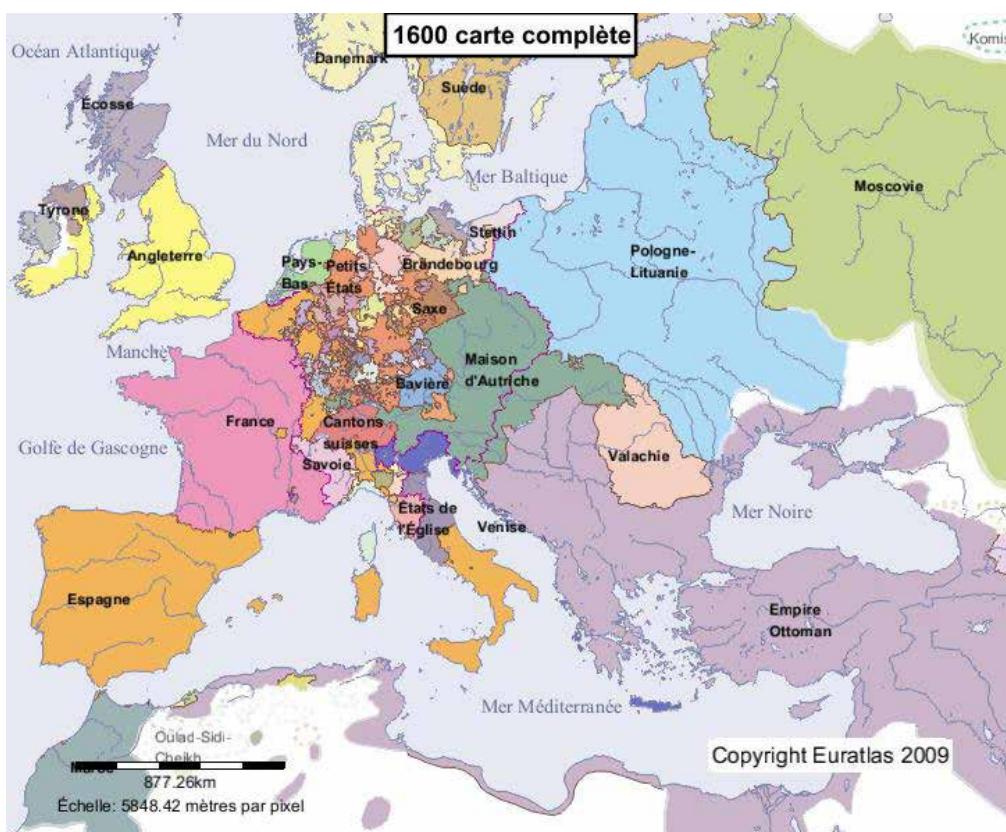 1600 carte complète
Océan Atlantique
Danemark
Komis
Écosse
Suède
Mer du Nord
Mer Baltique
Moscovie
Tyrone
Stettin
Angleterre
Pays-
Bas
Petits
États
Brandebourg
Pologne-
Lituanie
Saxe
Manche
Maison
d'Autriche
Bavière
France
Cantons
suisses
Golfe de Gascogne
Savoie
Valachie
États de
l'Église
Venise
Mer Noire
Espagne
Empire
Ottoman
Mer Méditerranée
Oulad-Sidi-
Cheikh
Maroc
877.26km
Échelle: 5848.42 mètres par pixel
Copyright Euratlas 2009